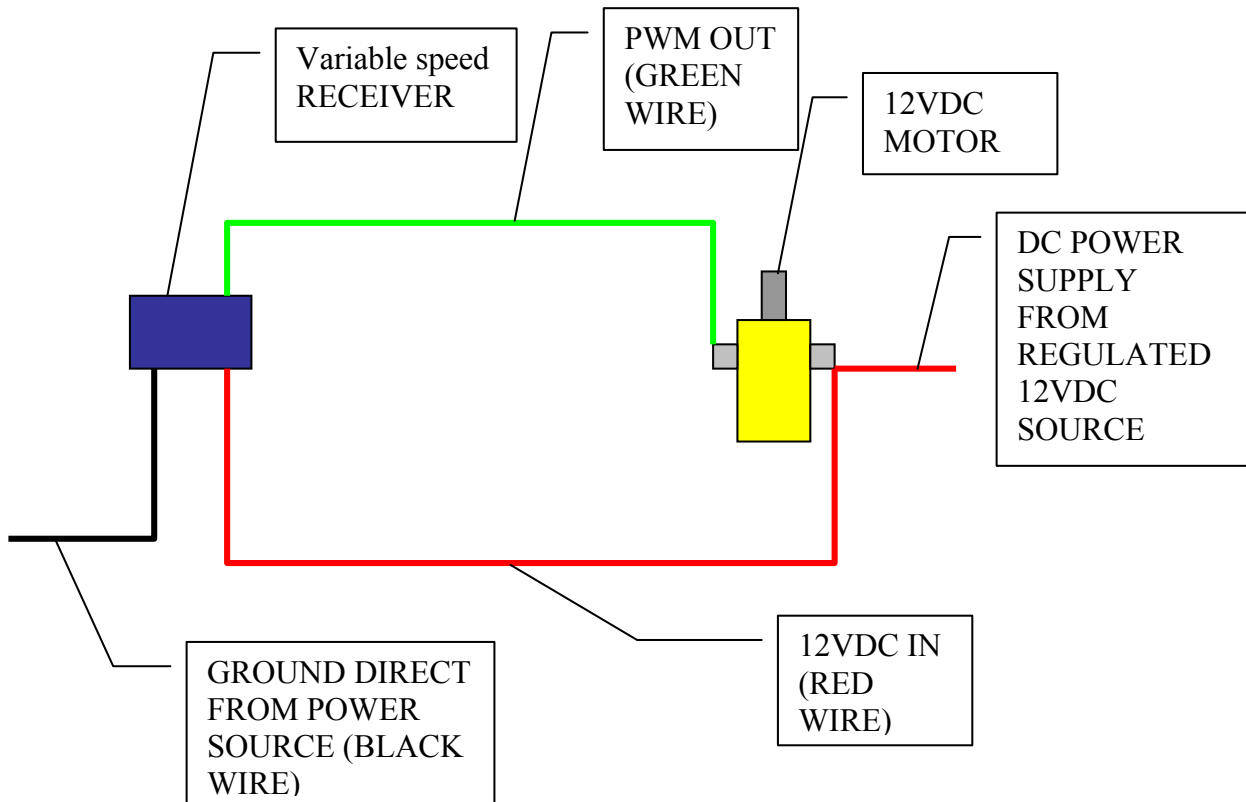 Variable speed
RECEIVER
PWM OUT
(GREEN
WIRE)
12VDC
MOTOR
DC POWER
SUPPLY
FROM
REGULATED
12VDC
SOURCE
GROUND DIRECT
FROM POWER
SOURCE (BLACK
WIRE)
12VDC IN
(RED
WIRE)